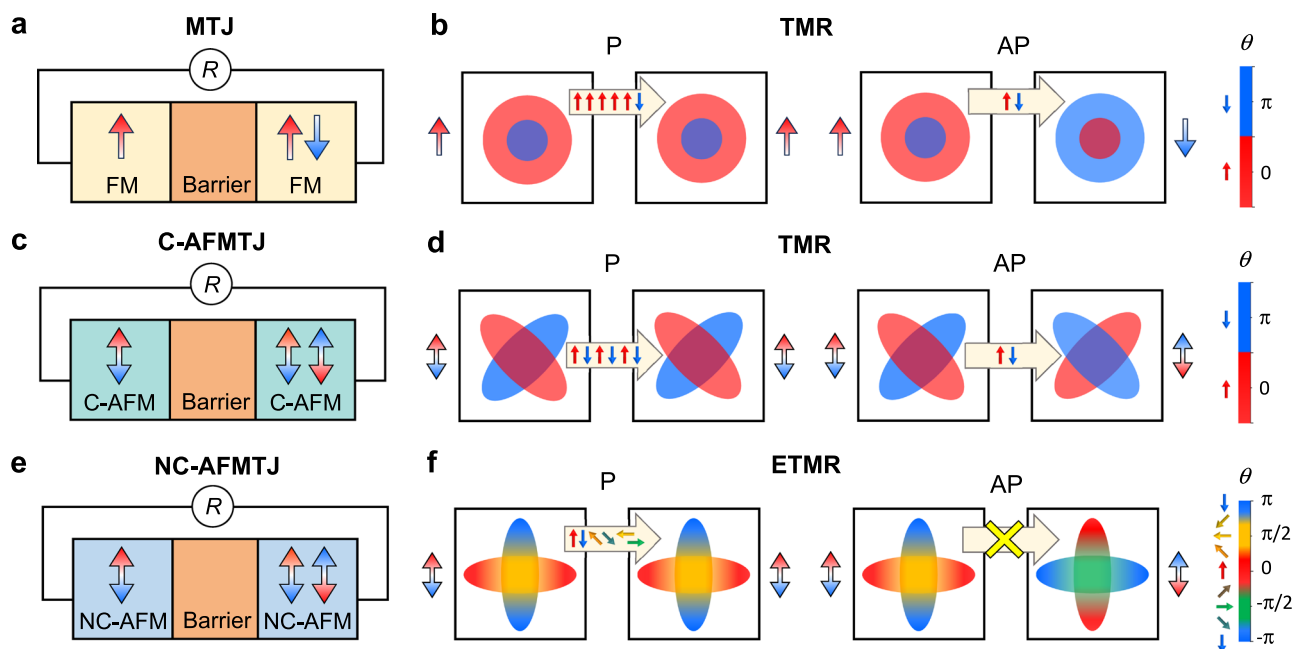 a
MTJ
R
FM
Barrier
FM
b
TMR
P
AP
θ
π
0
c
C-AFMTJ
R
C-AFM
Barrier
C-AFM
d
TMR
P
AP
θ
π
0
e
NC-AFMTJ
R
NC-AFM
Barrier
NC-AFM
f
ETMR
P
AP
θ
π
π/2
0
-π/2
-π